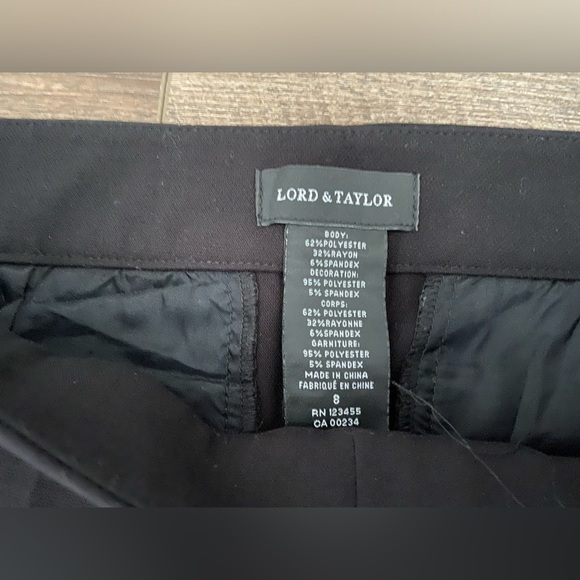 LORD & TAYLOR
BODY:
62%POLYESTER
32%RAYON
6%SPANDEX
DECORATION:
95% POLYESTER
5% SPANDEX
CORPS:
62% POLYESTER
32%RAYONNE
6%SPANDEX
GARNITURE:
95% POLYESTER
5% SPANDEX
MADE IN CHINA
FABRIQUÉ EN CHINE
8
RN 123455
CA 00234